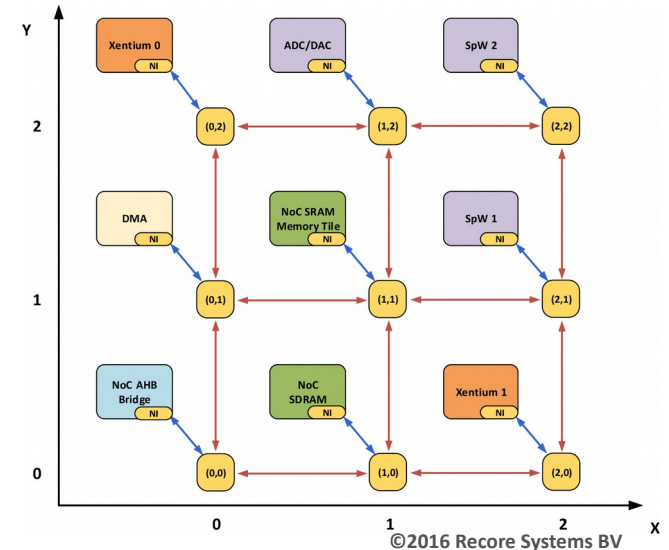 Y
Xentium 0
NI
ADC/DAC
NI
SpW 2
NI
2
(0,2)
(1,2)
(2,2)
DMA
NI
NoC SRAM
Memory Tile
NI
SpW 1
NI
1
(0,1)
(1,1)
(2,1)
NoC AHB
Bridge
NI
NoC
SDRAM
NI
Xentium 1
NI
0
(0,0)
(1,0)
(2,0)
0
1
2
X
©2016 Recore Systems BV